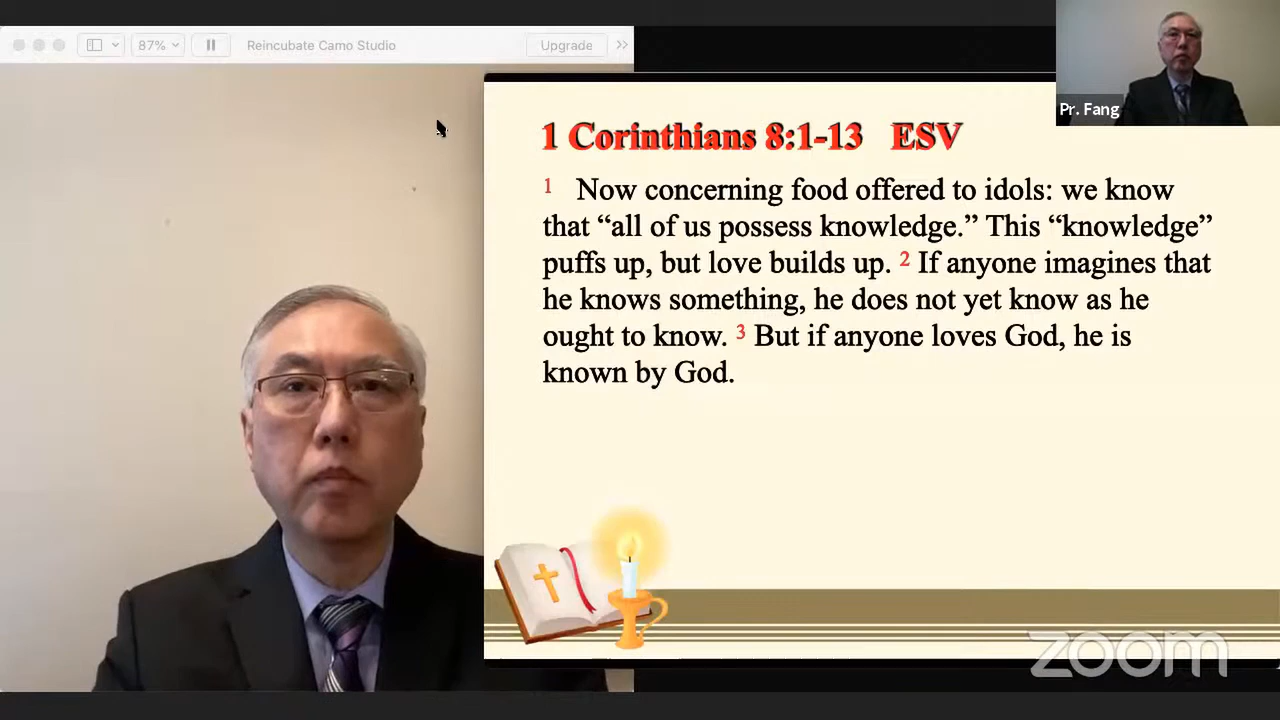 87%
Reincubate Camo Studio
Upgrade
Pr. Fang
1 Corinthians 8:1-13 ESV
1 Now concerning food offered to idols: we know
that “all of us possess knowledge.” This “knowledge”
puffs up, but love builds up. 2 If anyone imagines that
he knows something, he does not yet know as he
ought to know. 3 But if anyone loves God, he is
known by God.
zoom